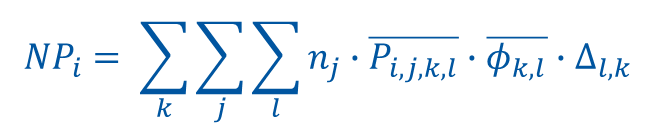 NP_i = \sum_k \sum_j \sum_l n_j \cdot \overline{P_{i,j,k,l}} \cdot \overline{\phi_{k,l}} \cdot \Delta_{l,k}